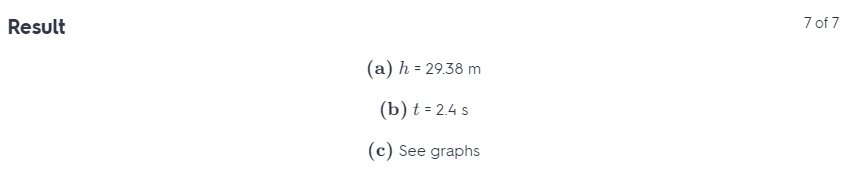 Result
7 of 7
(a) h = 29.38 m
(b) t = 2.4 s
(c) See graphs